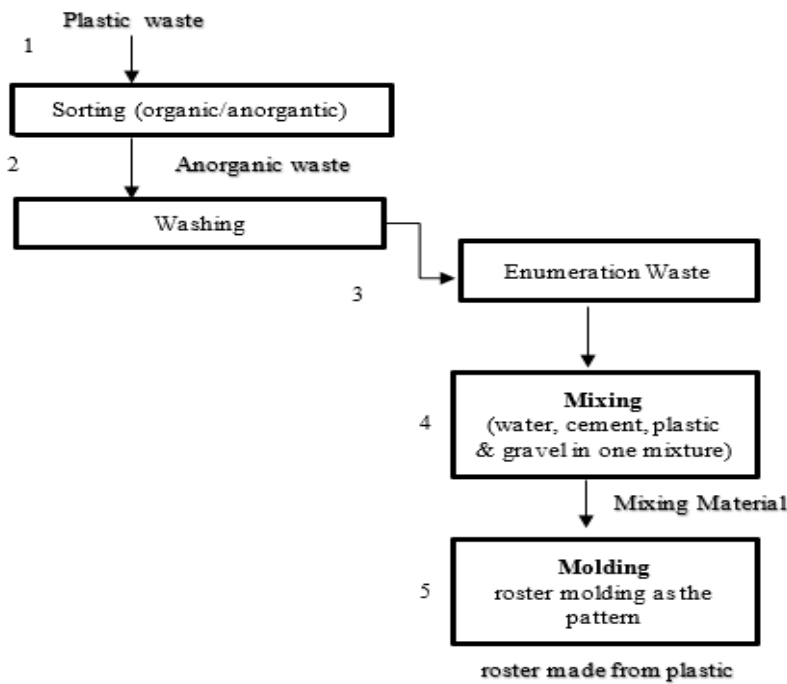 Plastic waste
1
Sorting (organic/anorgantic)
2
Anorganic waste
Washing
3
Enumeration Waste
4
Mixing
(water, cement, plastic
& gravel in one mixture)
Mixing Material
5
Molding
roster molding as the
pattern
roster made from plastic